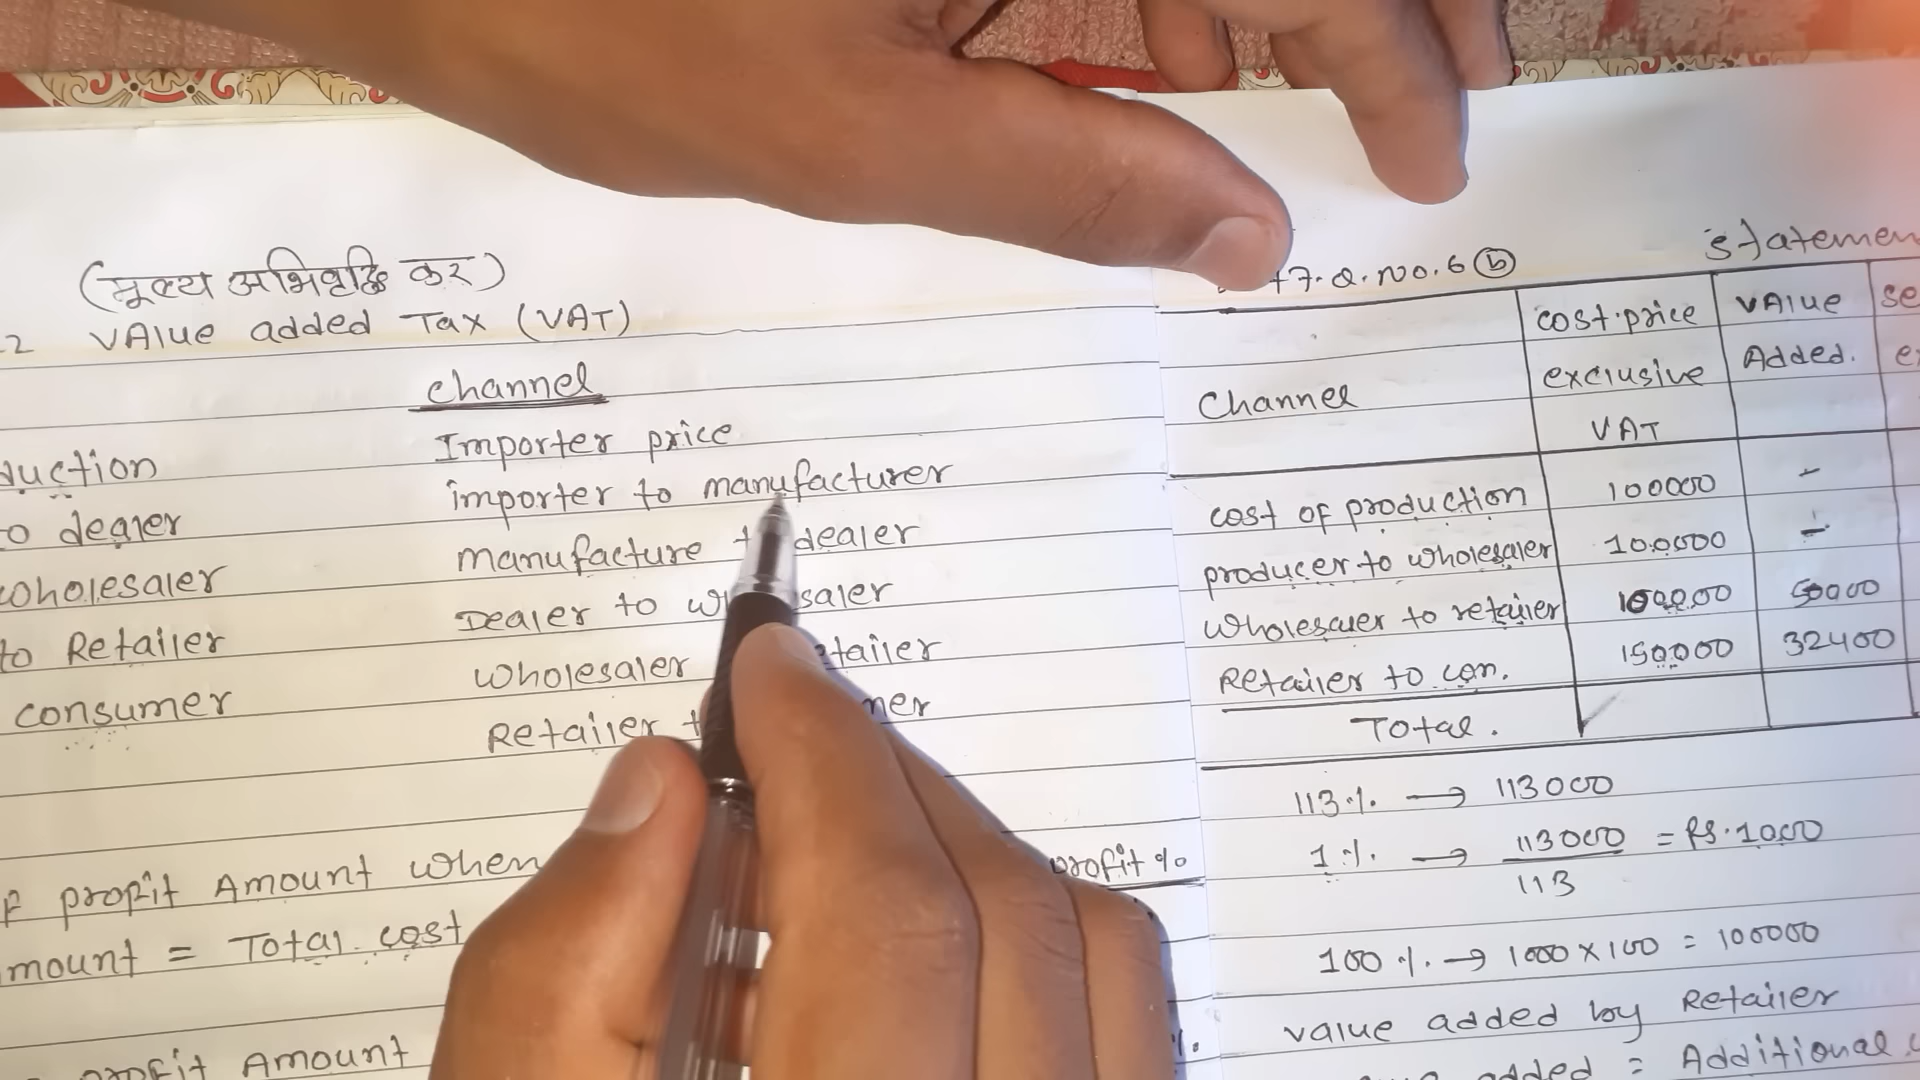 (मूल्य अभिवृद्धि कर)
2 VAlue added Tax (VAT)
channel
Importer price
duction
importer to manufacturer
o dealer
manufacture dealer
wholesaler
Dealer to
to Retailer
wholesaler
consumer
Retailer
profit Amount when profit %
mount = Total cost
profit Amount
Q. No. 6 (b)
statemen
Channel
cost price exclusive VAT
VAlue Added.
cost of production 100000 -
producer to wholesaler 100000 -
wholesaler to retailer 100000 50000
Retailer to con. 150000 32400
Total.
113% → 113000
1% → 113000/113 = Rs. 1000
100% → 1000 x 100 = 100000
value added by Retailer
added = Additional